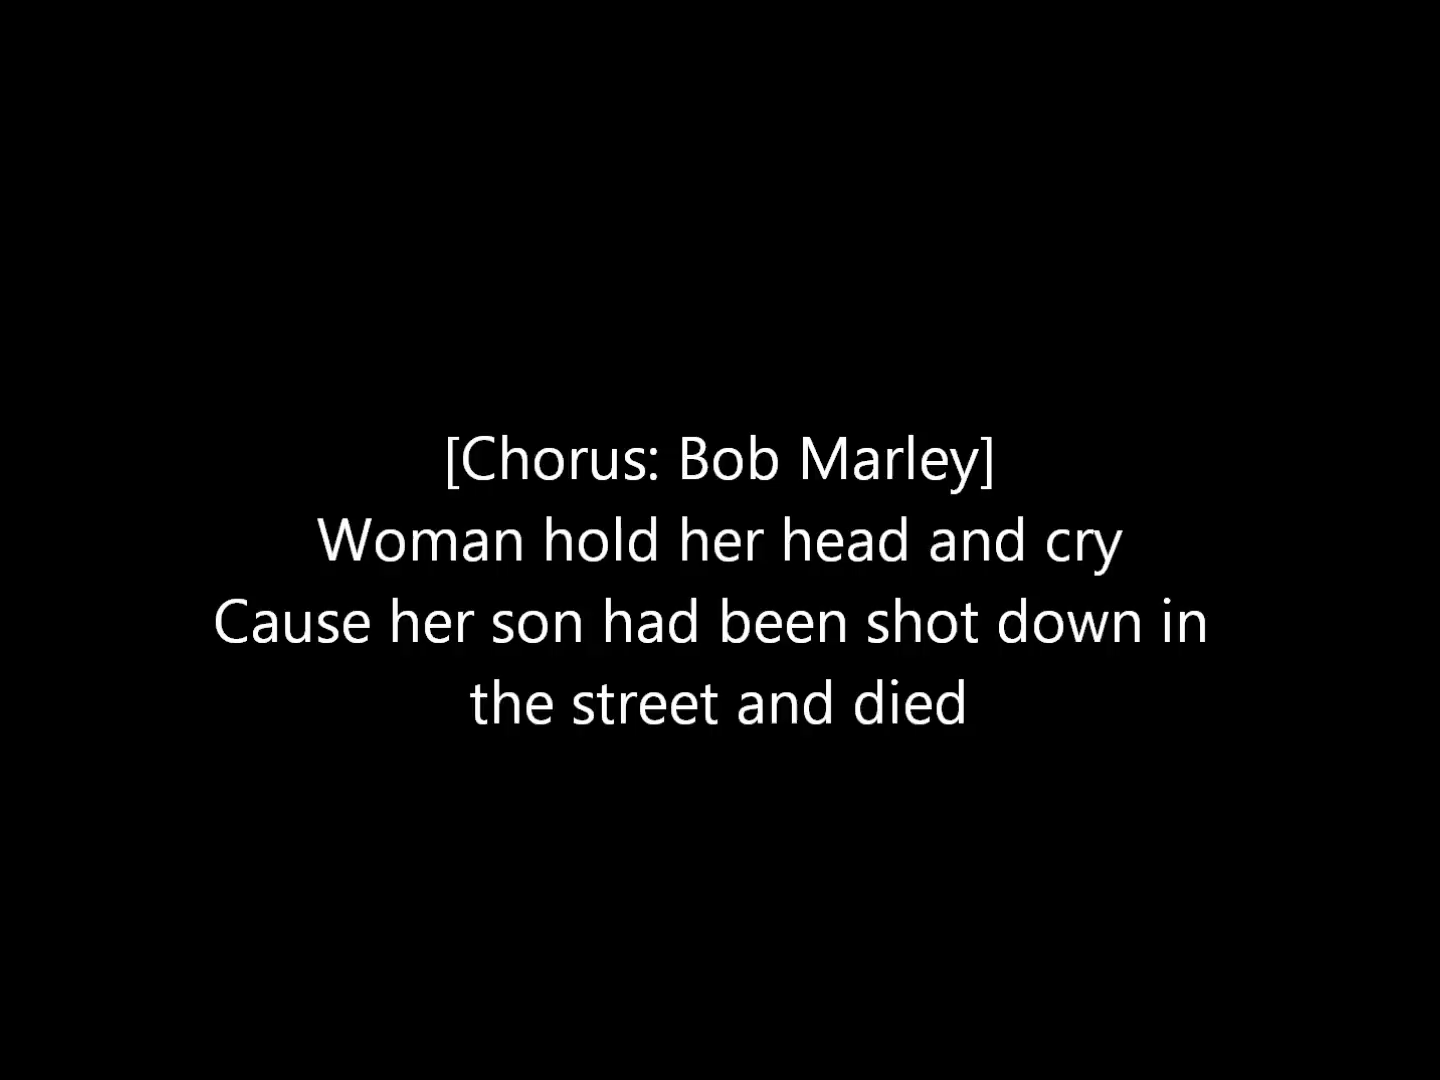 [Chorus: Bob Marley]
Woman hold her head and cry
Cause her son had been shot down in
the street and died